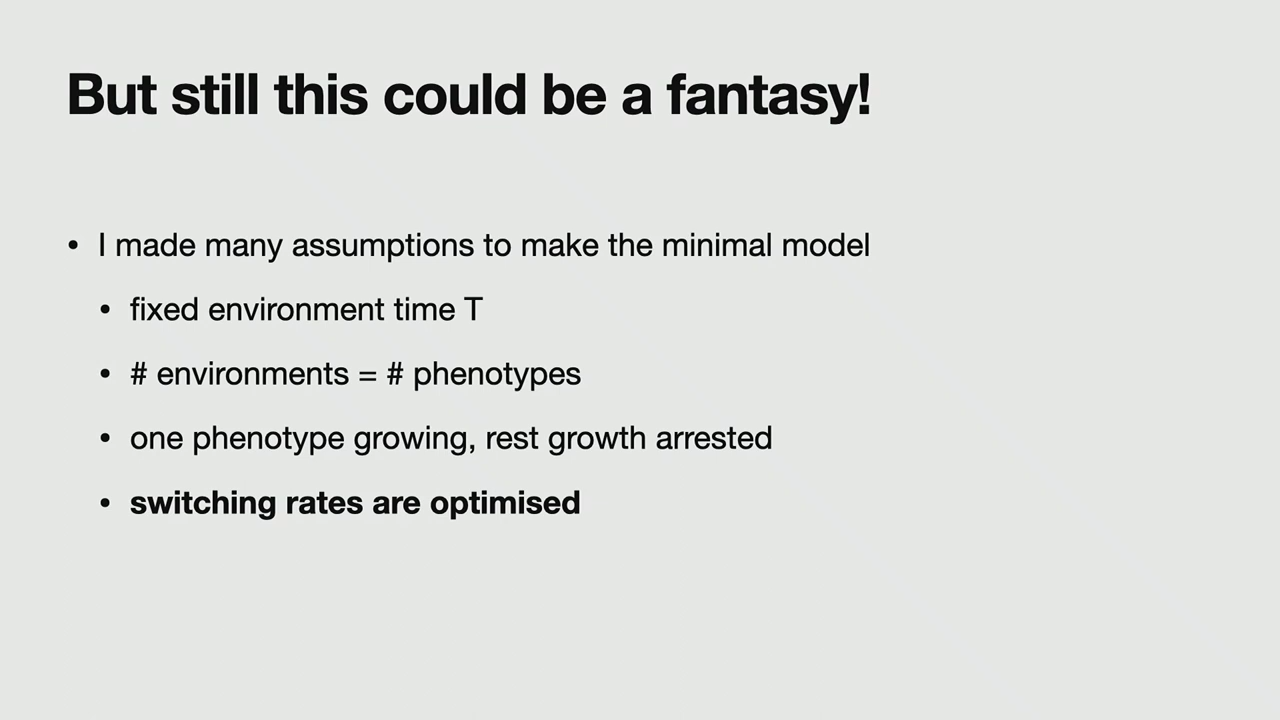 But still this could be a fantasy!
• I made many assumptions to make the minimal model
• fixed environment time T
• # environments = # phenotypes
• one phenotype growing, rest growth arrested
• switching rates are optimised